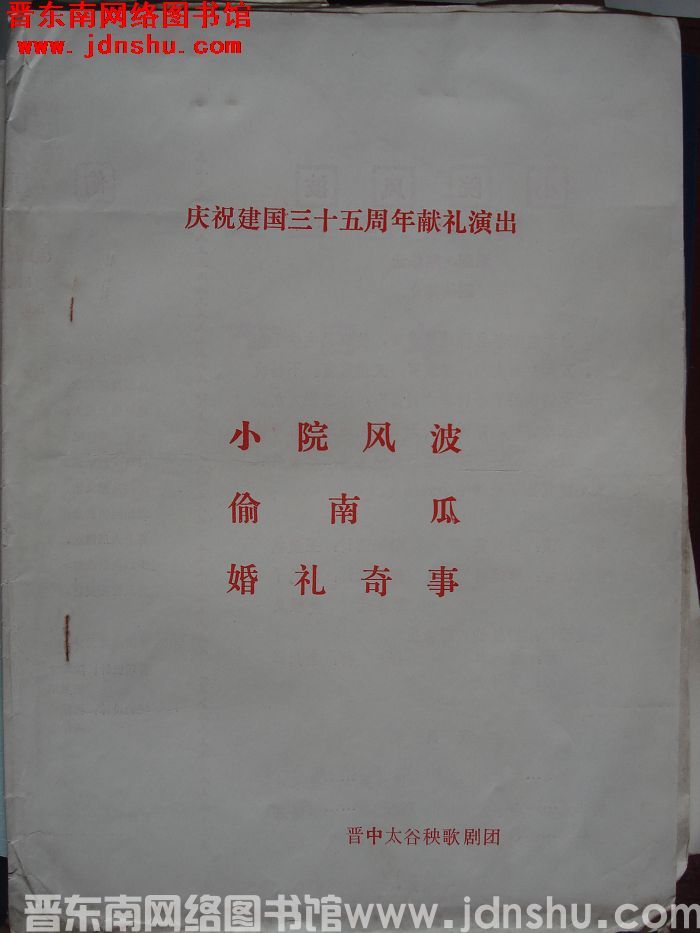 晋东南网络图书馆
www.jdnshu.com
庆祝建国三十五周年献礼演出
小院风波
偷南瓜
婚礼奇事
晋中太谷秧歌剧团
晋东南网络图书馆www.jdnshu.com